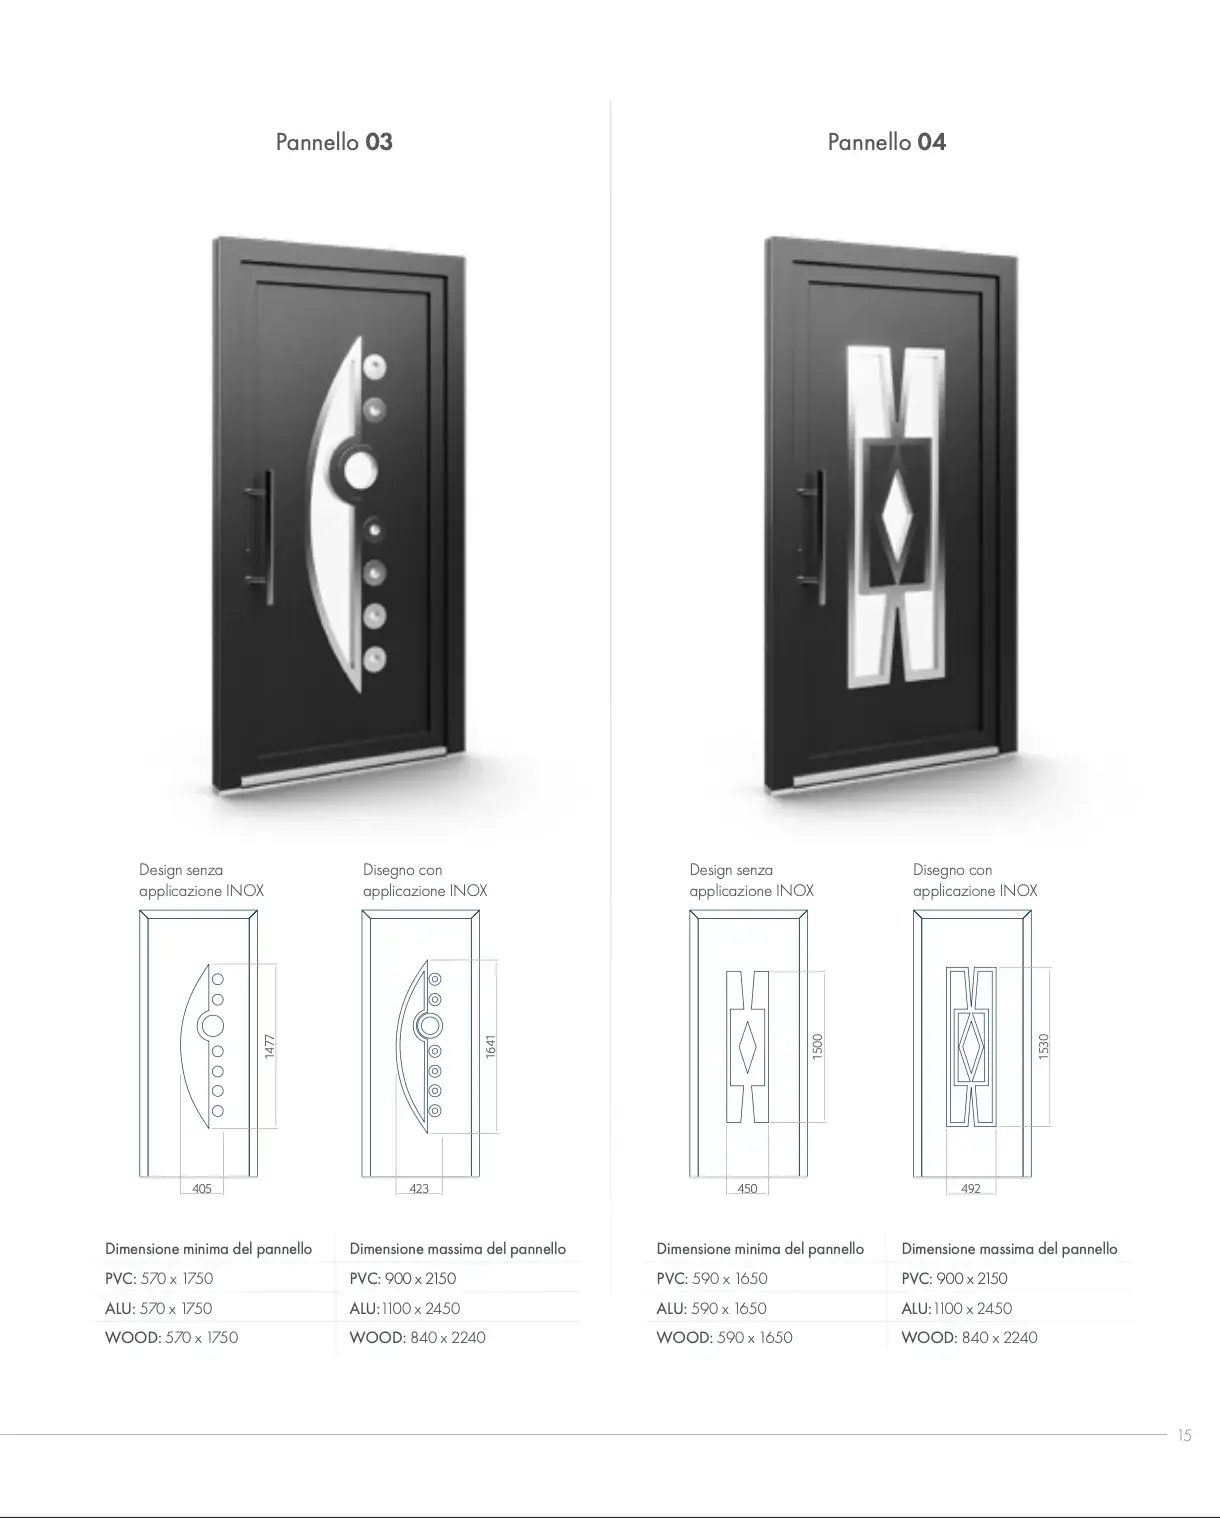 Pannello 03
Design senza
applicazione INOX
Disegno con
applicazione INOX
1477
405
1641
423
Dimensione minima del pannello
PVC: 570 x 1750
ALU: 570 x 1750
WOOD: 570 x 1750
Dimensione massima del pannello
PVC: 900 x 2150
ALU: 1100 x 2450
WOOD: 840 x 2240
Pannello 04
Design senza
applicazione INOX
Disegno con
applicazione INOX
1500
450
1530
492
Dimensione minima del pannello
PVC: 590 x 1650
ALU: 590 x 1650
WOOD: 590 x 1650
Dimensione massima del pannello
PVC: 900 x 2150
ALU: 1100 x 2450
WOOD: 840 x 2240
15